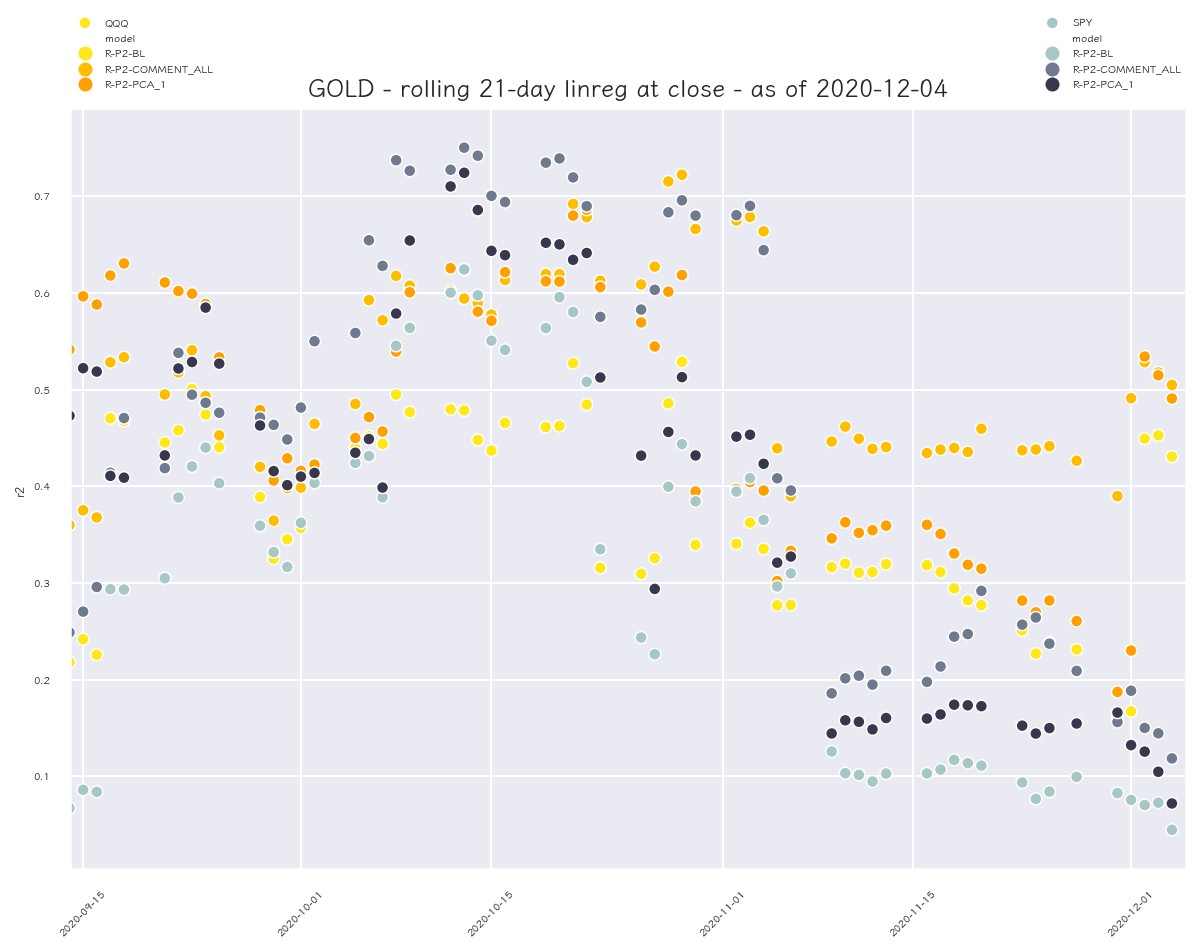 QQQ
model
R-P2-BL
R-P2-COMMENT_ALL
R-P2-PCA_1
SPY
model
R-P2-BL
R-P2-COMMENT_ALL
R-P2-PCA_1
GOLD - rolling 21-day linreg at close - as of 2020-12-04
0.7
0.6
0.5
0.4
0.3
0.2
0.1
r2
2020-09-15
2020-10-01
2020-10-15
2020-11-01
2020-11-15
2020-12-01